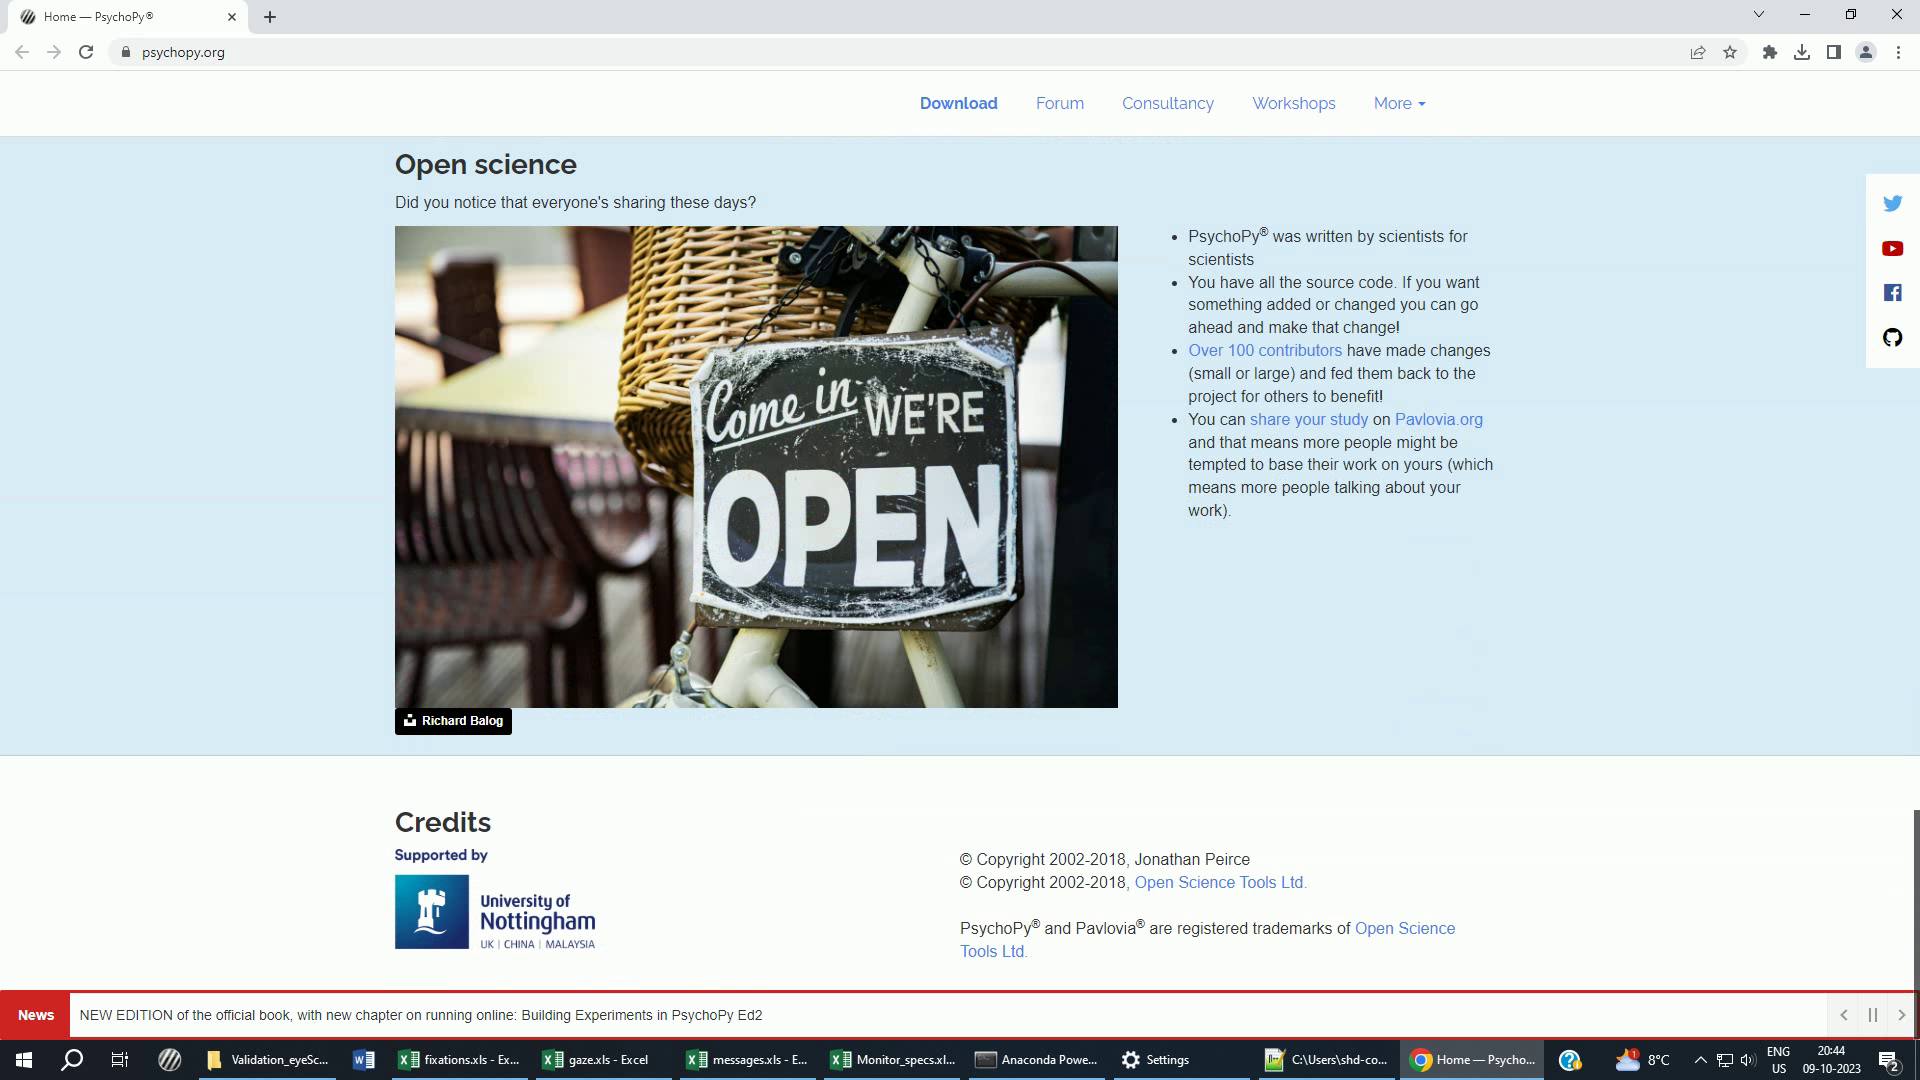 Home — PsychoPy®
psychopy.org
Download
Forum
Consultancy
Workshops
More
Open science
Did you notice that everyone's sharing these days?
Come in WE'RE
OPEN
Richard Balog
PsychoPy® was written by scientists for
scientists
You have all the source code. If you want
something added or changed you can go
ahead and make that change!
Over 100 contributors have made changes
(small or large) and fed them back to the
project for others to benefit!
You can share your study on Pavlovia.org
and that means more people might be
tempted to base their work on yours (which
means more people talking about your
work).
Credits
Supported by
University of
Nottingham
UK | CHINA | MALAYSIA
© Copyright 2002-2018, Jonathan Peirce
© Copyright 2002-2018, Open Science Tools Ltd.
PsychoPy® and Pavlovia® are registered trademarks of Open Science
Tools Ltd.
News
NEW EDITION of the official book, with new chapter on running online: Building Experiments in PsychoPy Ed2
Validation_eyeSc...
fixations.xls - Ex...
gaze.xls - Excel
messages.xls - E...
Monitor_specs.xl...
Anaconda Powe...
Settings
C:\Users\shd-co...
Home — Psycho...
1
8°C
ENG
US
20:44
09-10-2023
2